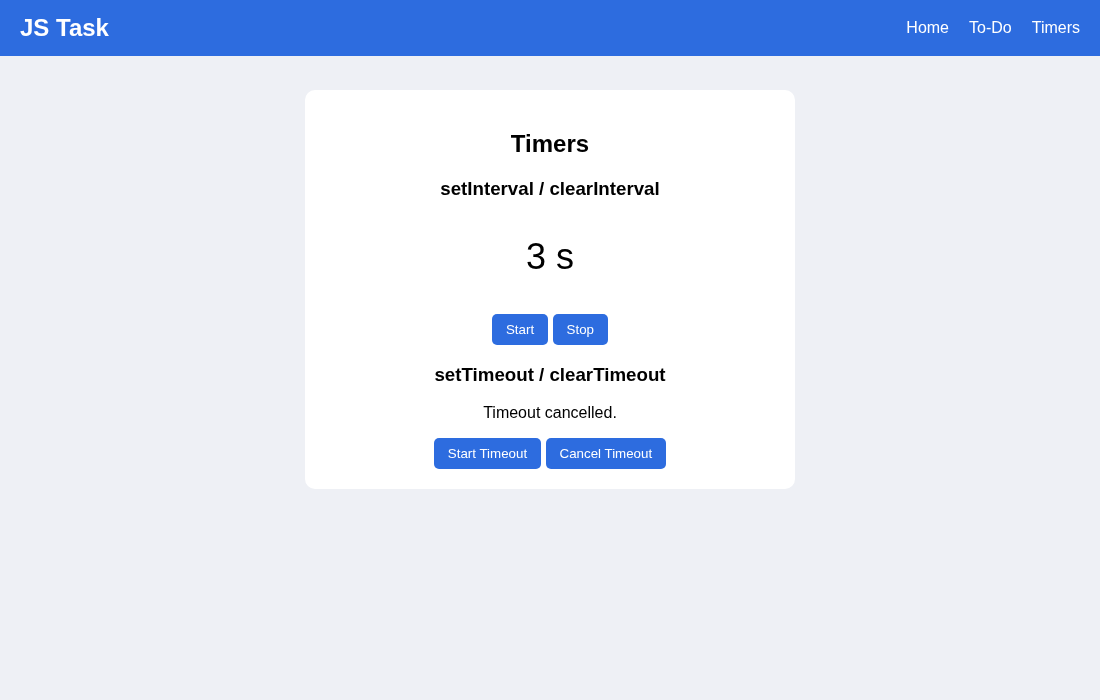 JS Task
Home To-Do Timers
Timers
setInterval / clearInterval
3 s
Start Stop
setTimeout / clearTimeout
Timeout cancelled.
Start Timeout Cancel Timeout